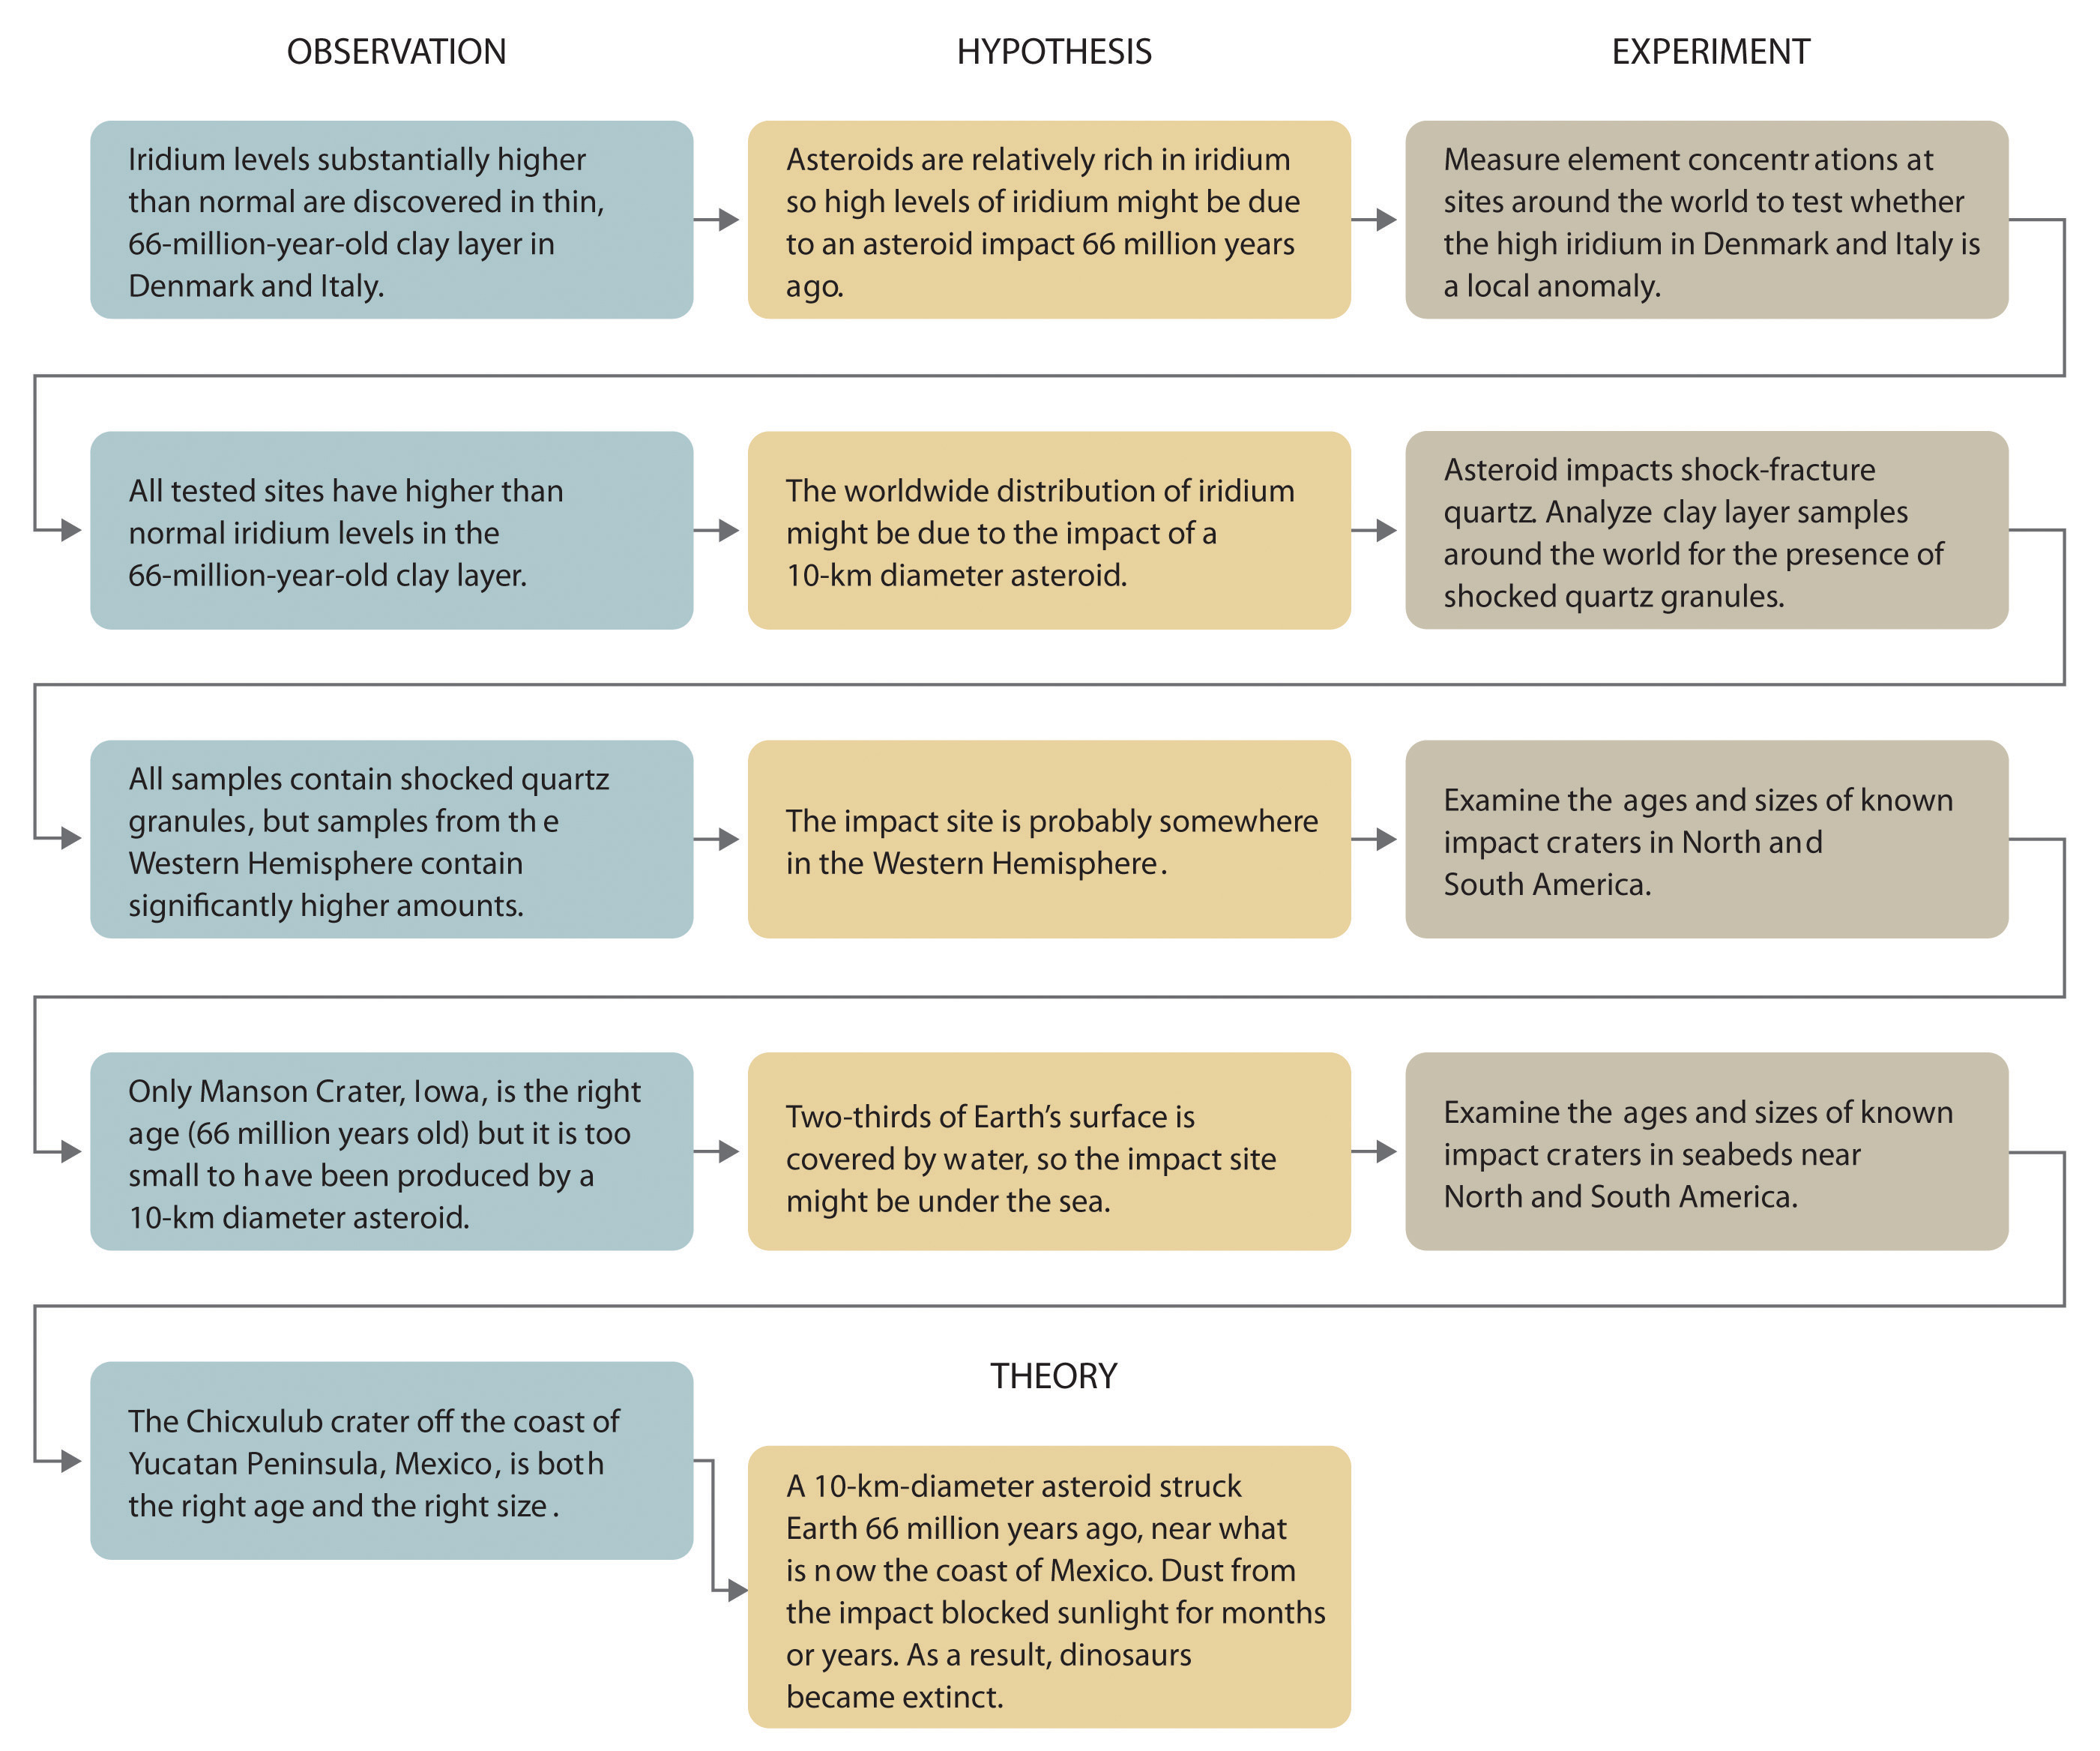 OBSERVATION
HYPOTHESIS
EXPERIMENT
Iridium levels substantially higher
than normal are discovered in thin,
66-million-year-old clay layer in
Denmark and Italy.
Asteroids are relatively rich in iridium
so high levels of iridium might be due
to an asteroid impact 66 million years
ago.
Measure element concentrations at
sites around the world to test whether
the high iridium in Denmark and Italy is
a local anomaly.
All tested sites have higher than
normal iridium levels in the
66-million-year-old clay layer.
The worldwide distribution of iridium
might be due to the impact of a
10-km diameter asteroid.
Asteroid impacts shock-fracture
quartz. Analyze clay layer samples
around the world for the presence of
shocked quartz granules.
All samples contain shocked quartz
granules, but samples from the
Western Hemisphere contain
significantly higher amounts.
The impact site is probably somewhere
in the Western Hemisphere.
Examine the ages and sizes of known
impact craters in North and
South America.
Only Manson Crater, Iowa, is the right
age (66 million years old) but it is too
small to have been produced by a
10-km diameter asteroid.
Two-thirds of Earth's surface is
covered by water, so the impact site
might be under the sea.
Examine the ages and sizes of known
impact craters in seabeds near
North and South America.
The Chicxulub crater off the coast of
Yucatan Peninsula, Mexico, is both
the right age and the right size.
THEORY
A 10-km-diameter asteroid struck
Earth 66 million years ago, near what
is now the coast of Mexico. Dust from
the impact blocked sunlight for months
or years. As a result, dinosaurs
became extinct.